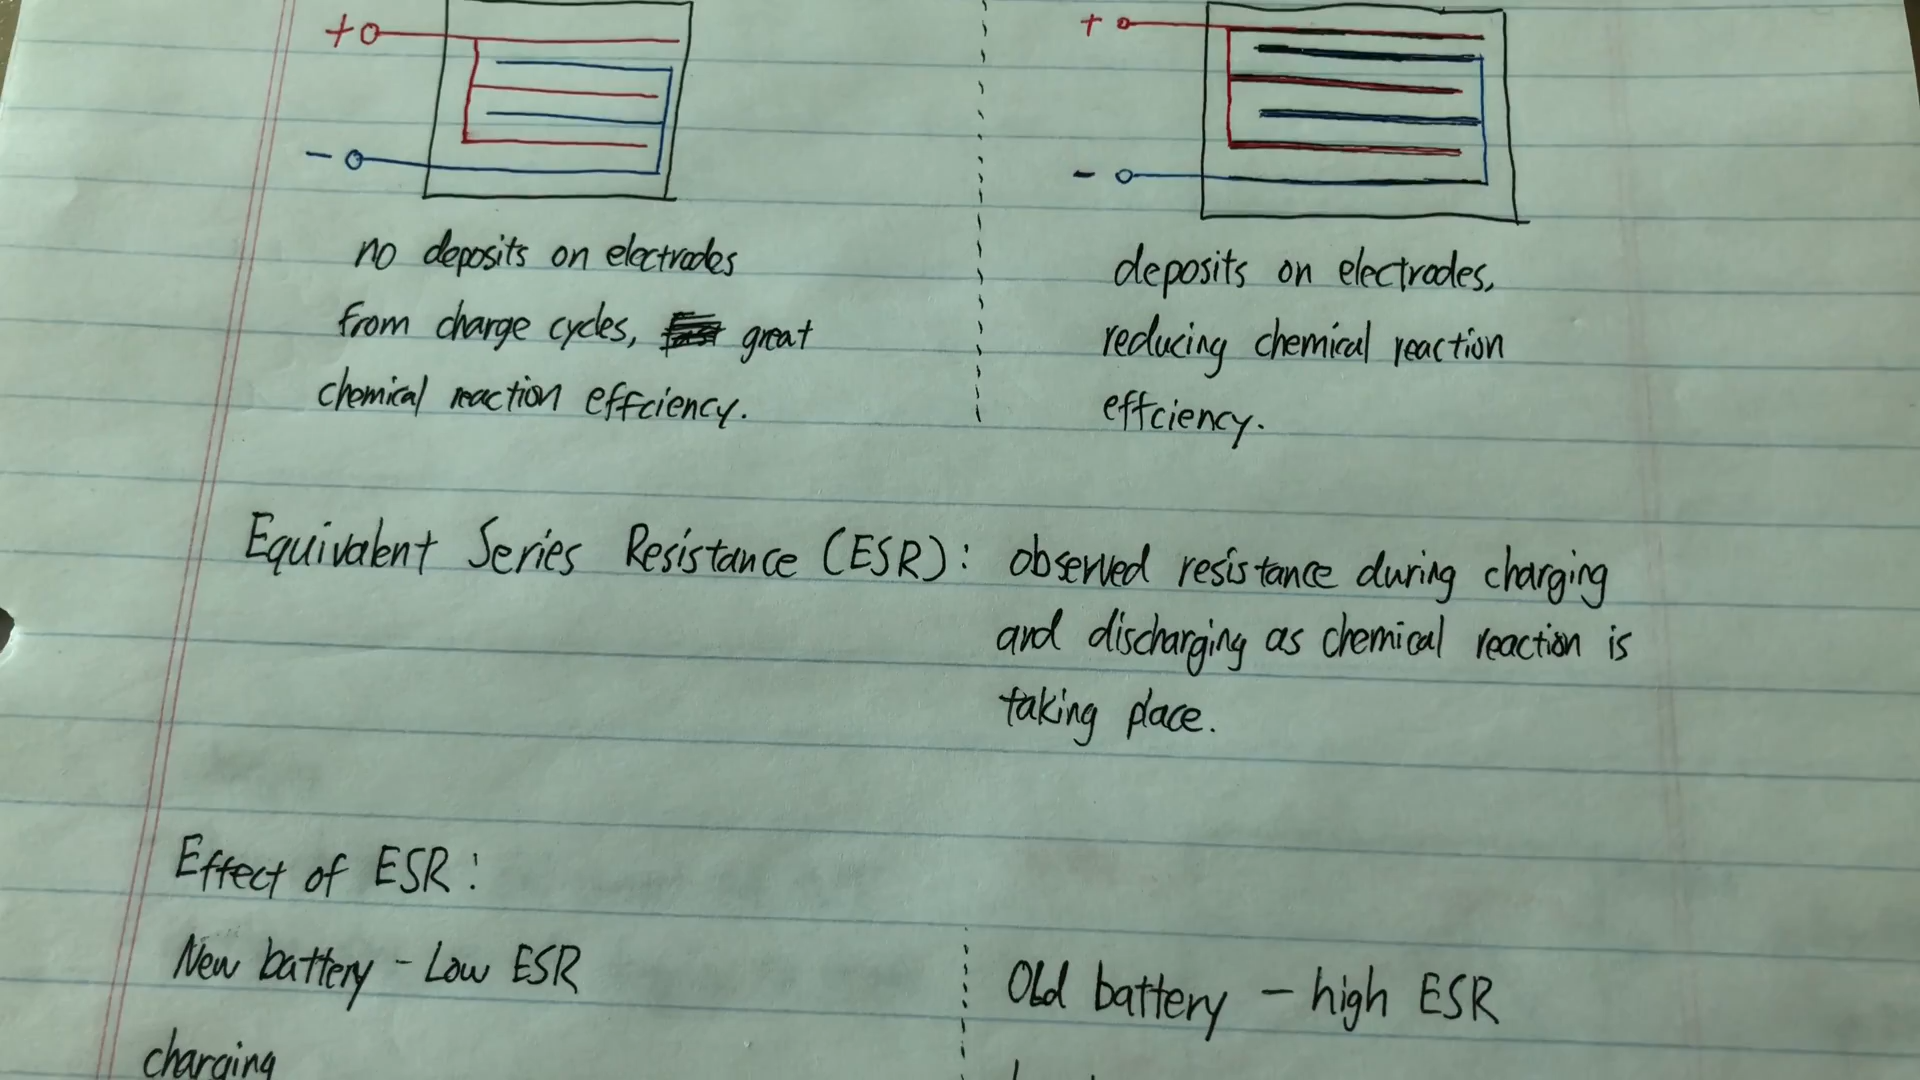 +
-
no deposits on electrodes
from charge cycles, great
chemical reaction effciency.
+
-
deposits on electrodes,
reducing chemical reaction
effciency.
Equivalent Series Resistance (ESR): observed resistance during charging
and discharging as chemical reaction is
taking place.
Effect of ESR:
New battery - Low ESR
charging
Old battery - high ESR